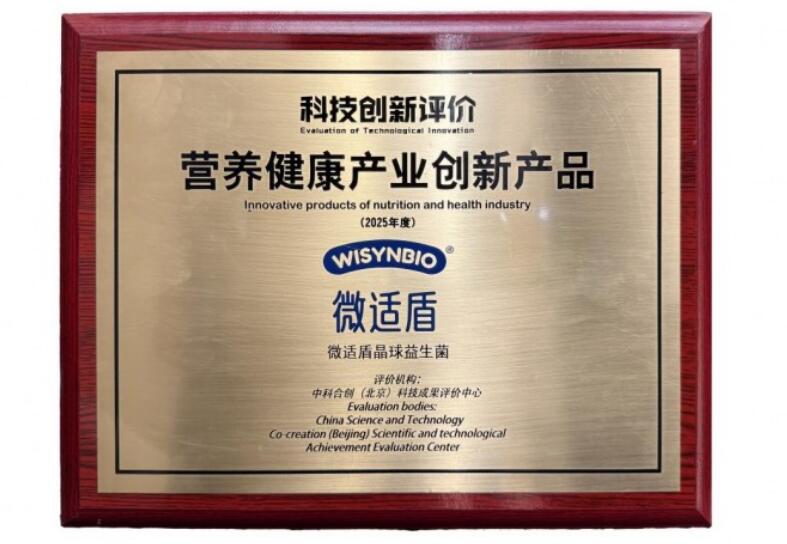 科技创新评价
Evaluation of Technological Innovation
营养健康产业创新产品
Innovative products of nutrition and health industry
(2025年度)
WISYNBIO®
微适盾
微适盾晶球益生菌
评价机构：
中科合创（北京）科技成果评价中心
Evaluation bodies:
China Science and Technology
Co-creation (Beijing) Scientific and technological
Achievement Evaluation Center